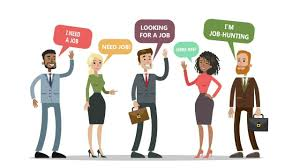 I NEED
A JOB
NEED JOB!
LOOKING
FOR A JOB
I'M
JOB-HUNTING